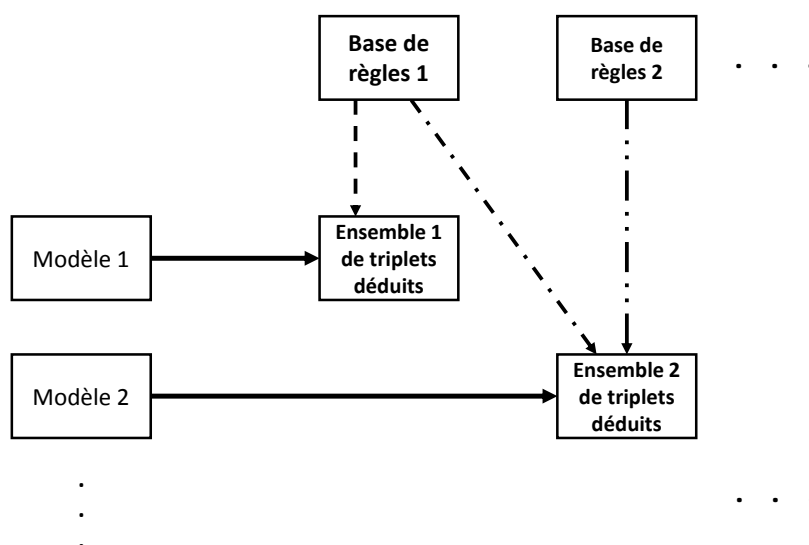 Base de
règles 1
Base de
règles 2
. . .
Modèle 1
Ensemble 1
de triplets
déduits
Modèle 2
Ensemble 2
de triplets
déduits
.
.
.
. .